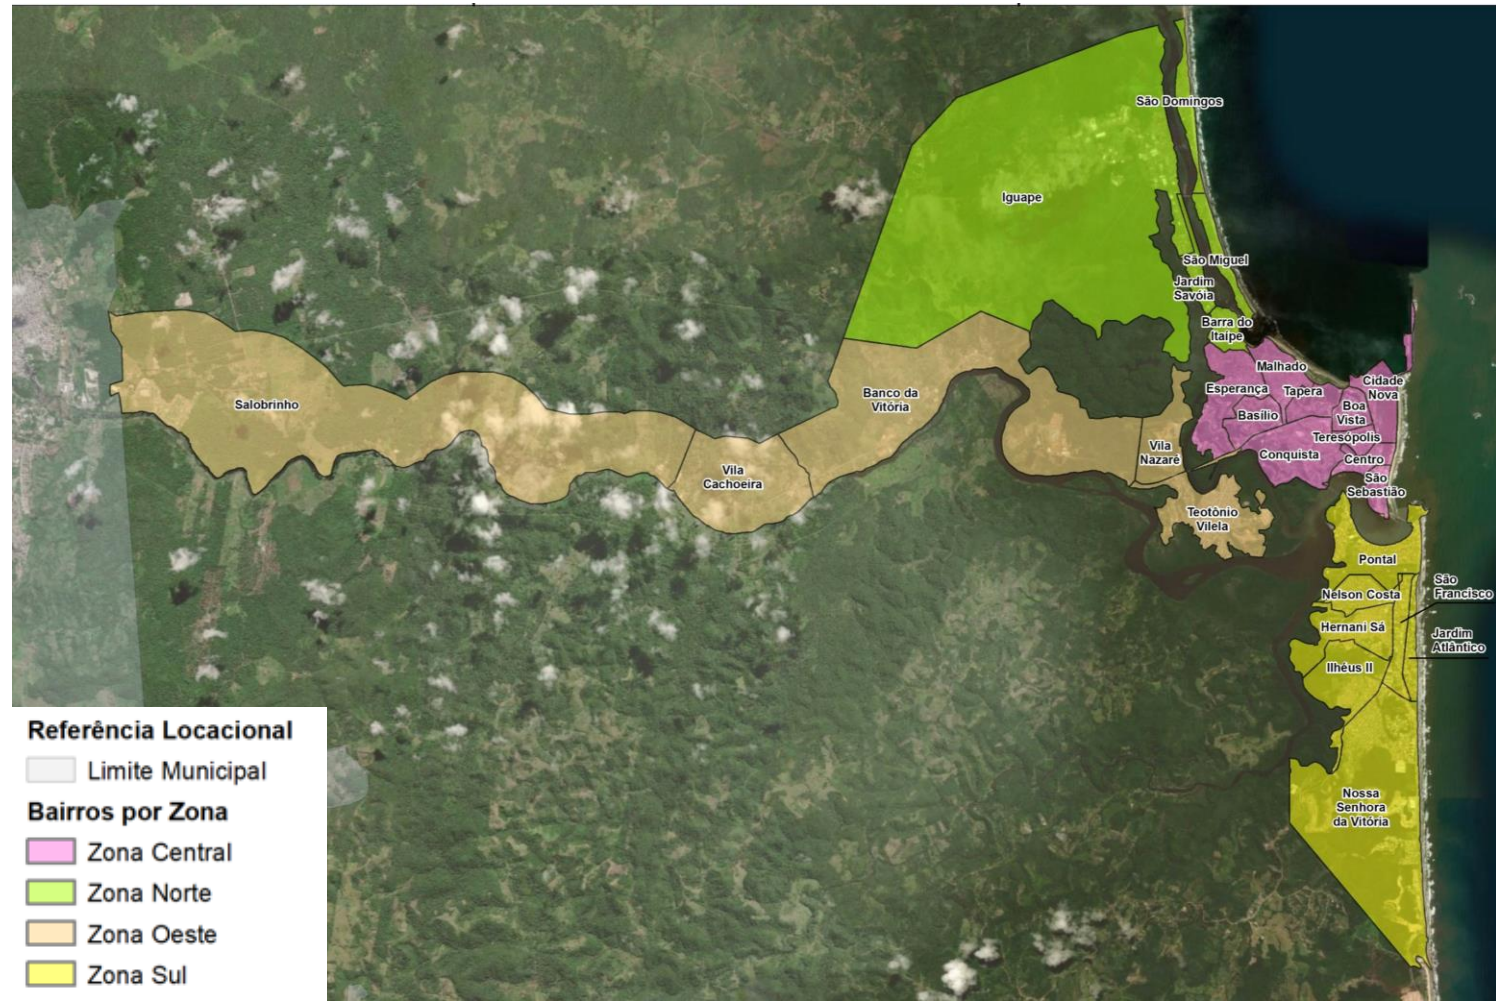 São Domingos
Iguape
São Miguel
Jardim
Savóia
Barra do
Itaípe
Malhado
Esperança
Tapera
Cidade
Nova
Basílio
Boa
Vista
Teresópolis
Conquista
Centro
São
Sebastião
Salobrinho
Banco da
Vitória
Vila
Cachoeira
Vila
Nazaré
Teotônio
Vilela
Pontal
Nelson Costa
São
Francisco
Hernani Sá
Jardim
Atlântico
Ilhéus II
Nossa
Senhora
da Vitória
Referência Locacional
Limite Municipal
Bairros por Zona
Zona Central
Zona Norte
Zona Oeste
Zona Sul